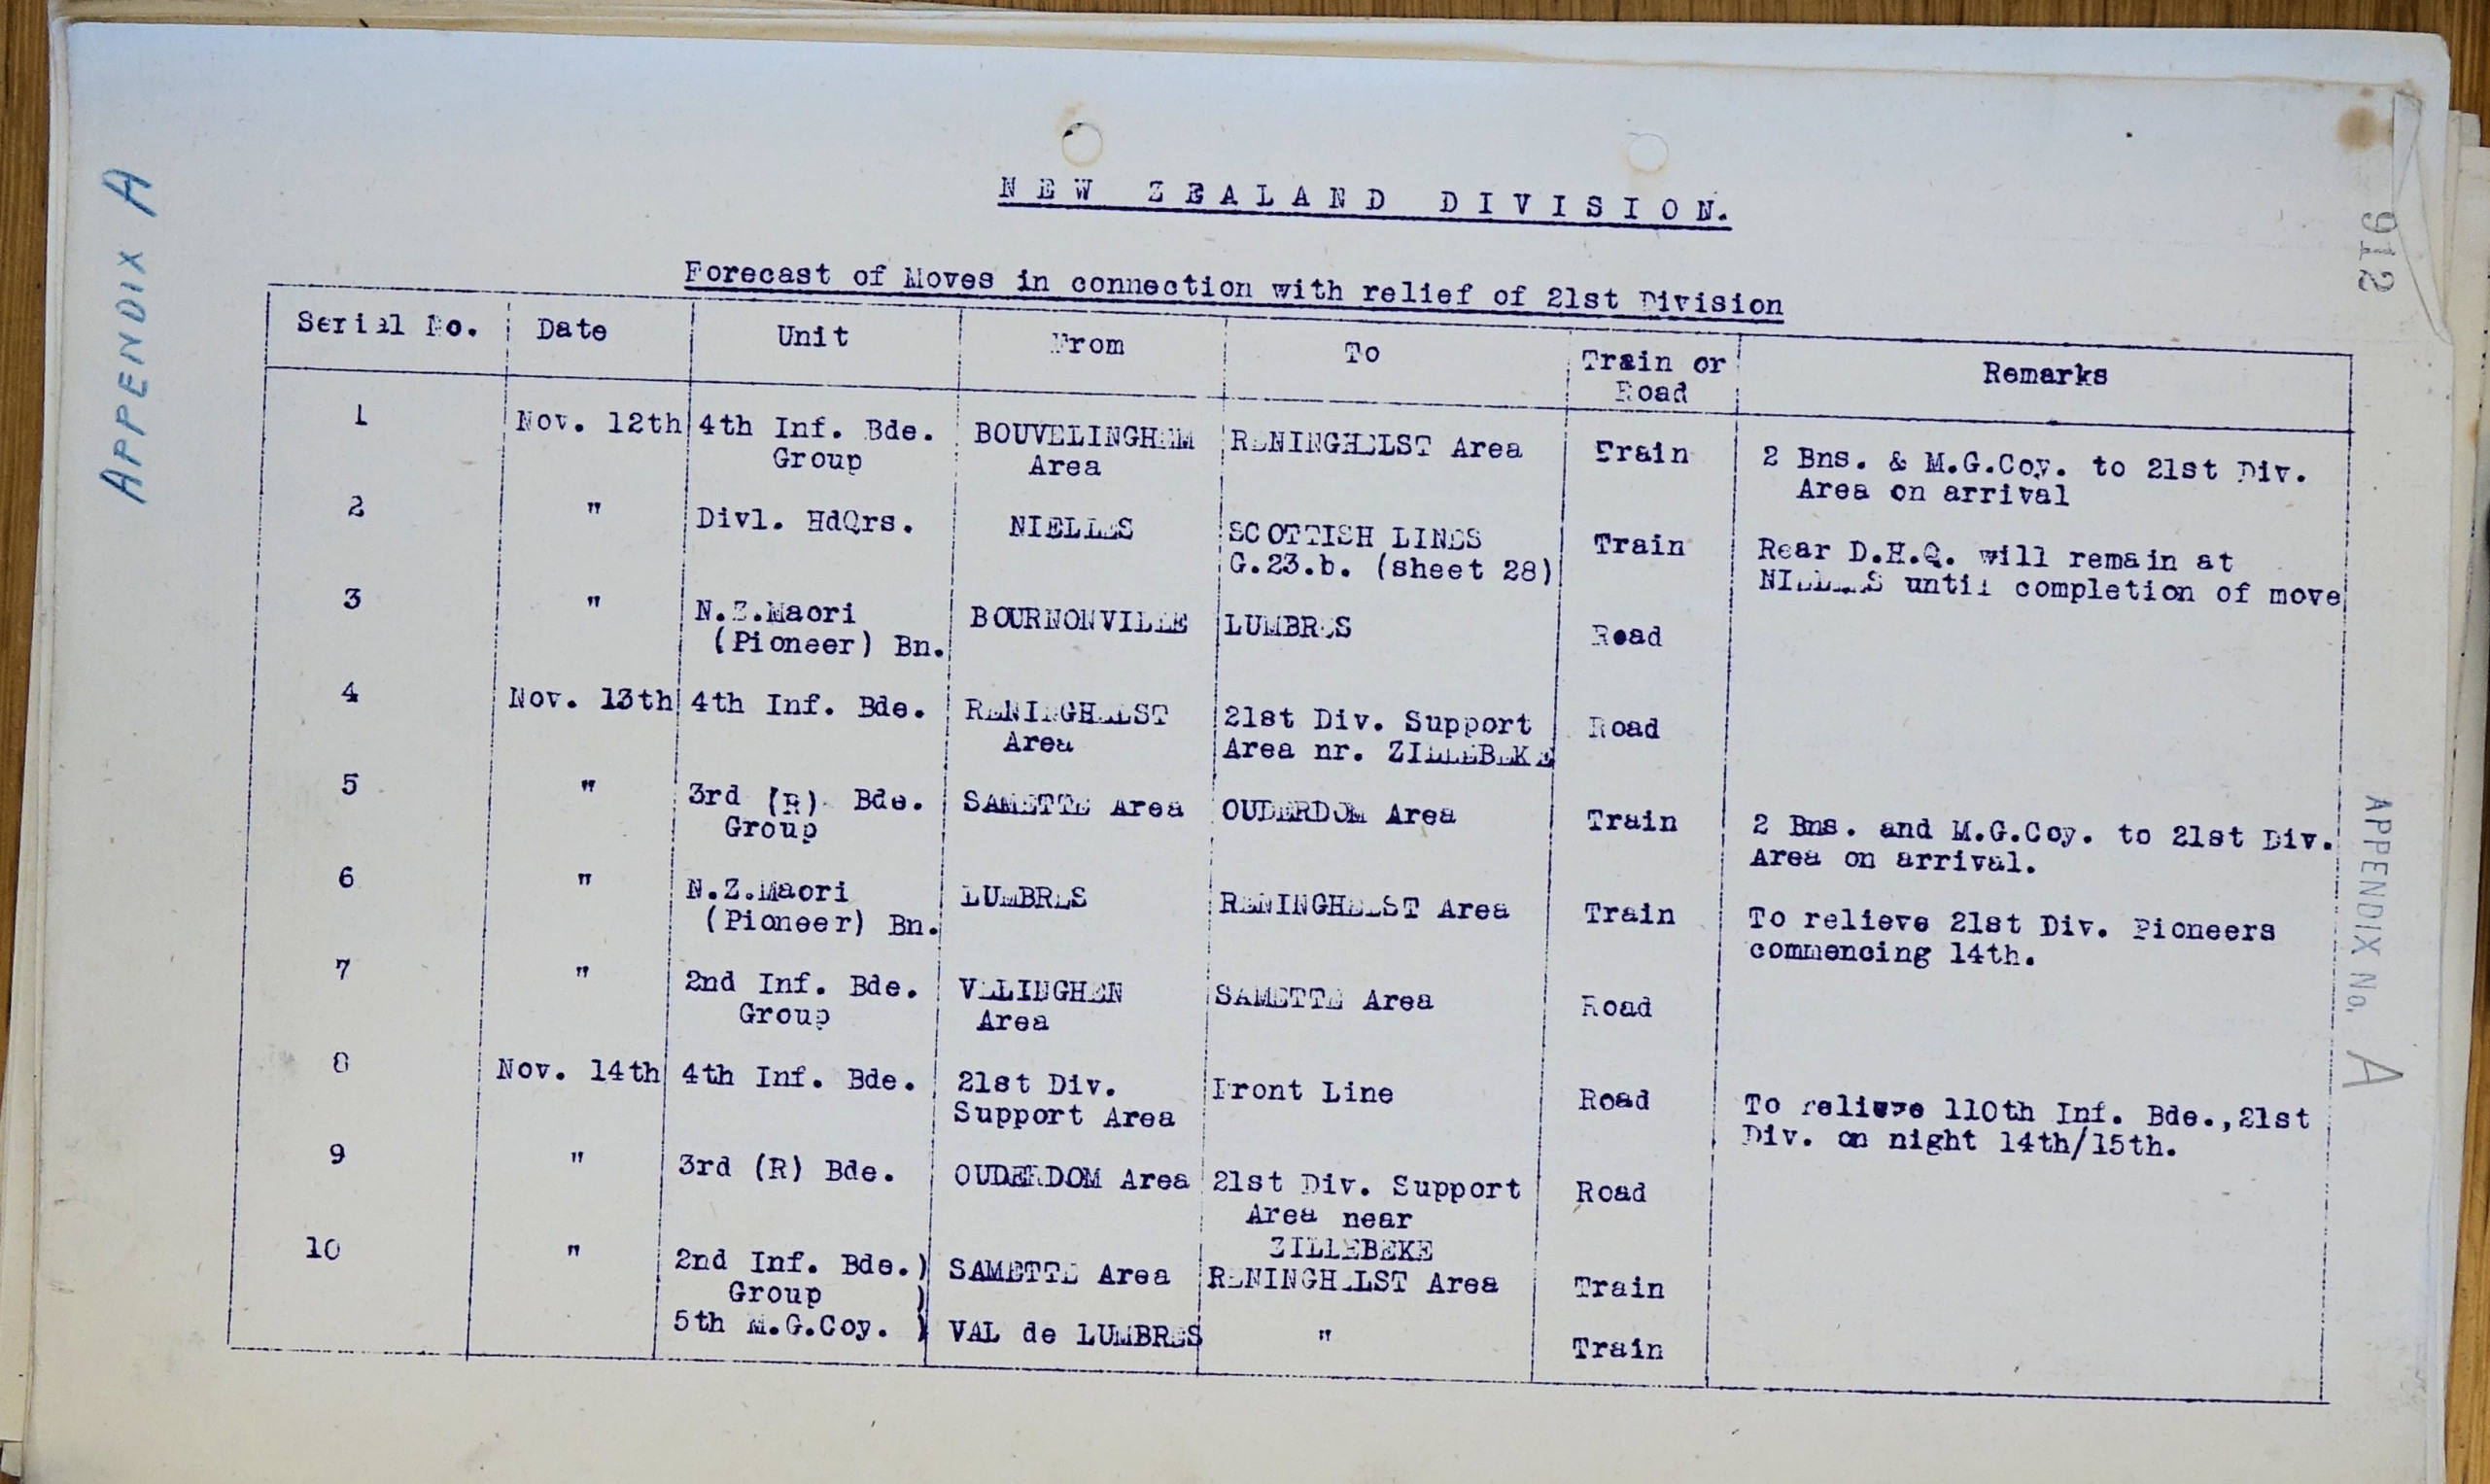 APPENDIX A
912
NEW ZEALAND DIVISION.
Forecast of Moves in connection with relief of 21st Division
Serial No. Date Unit From To Train or Road Remarks
1 Nov. 12th 4th Inf. Bde. BOUVELINGHEM RENINGHELST Area Train 2 Bns. & M.G.Coy. to 21st Div.
Group Area Area on arrival
2 " Divl. HdQrs. NIELLES SCOTTISH LINES Train Rear D.H.Q. will remain at
G.23.b. (sheet 28) NIELLES until completion of move
3 " N.Z.Maori BOURNONVILLE LUMBRES Road
(Pioneer) Bn.
4 Nov. 13th 4th Inf. Bde. RENINGHELST 21st Div. Support Road
Area Area nr. ZILLEBEKE
5 " 3rd (R) Bde. SAMETTE Area OUDERDOM Area Train 2 Bns. and M.G.Coy. to 21st Div.
Group Area on arrival.
6 " N.Z.Maori LUMBRES RENINGHELST Area Train To relieve 21st Div. Pioneers
(Pioneer) Bn. commencing 14th.
7 " 2nd Inf. Bde. VELINGHEN SAMETTE Area Road
Group Area
8 Nov. 14th 4th Inf. Bde. 21st Div. Front Line Road To relieve 110th Inf. Bde.,21st
Support Area Div. on night 14th/15th.
9 " 3rd (R) Bde. OUDERDOM Area 21st Div. Support Road
Area near
ZILLEBEKE
10 " 2nd Inf. Bde.) SAMETTE Area RENINGHELST Area Train
Group )
5th M.G.Coy. ) VAL de LUMBRES " Train
APPENDIX No. A